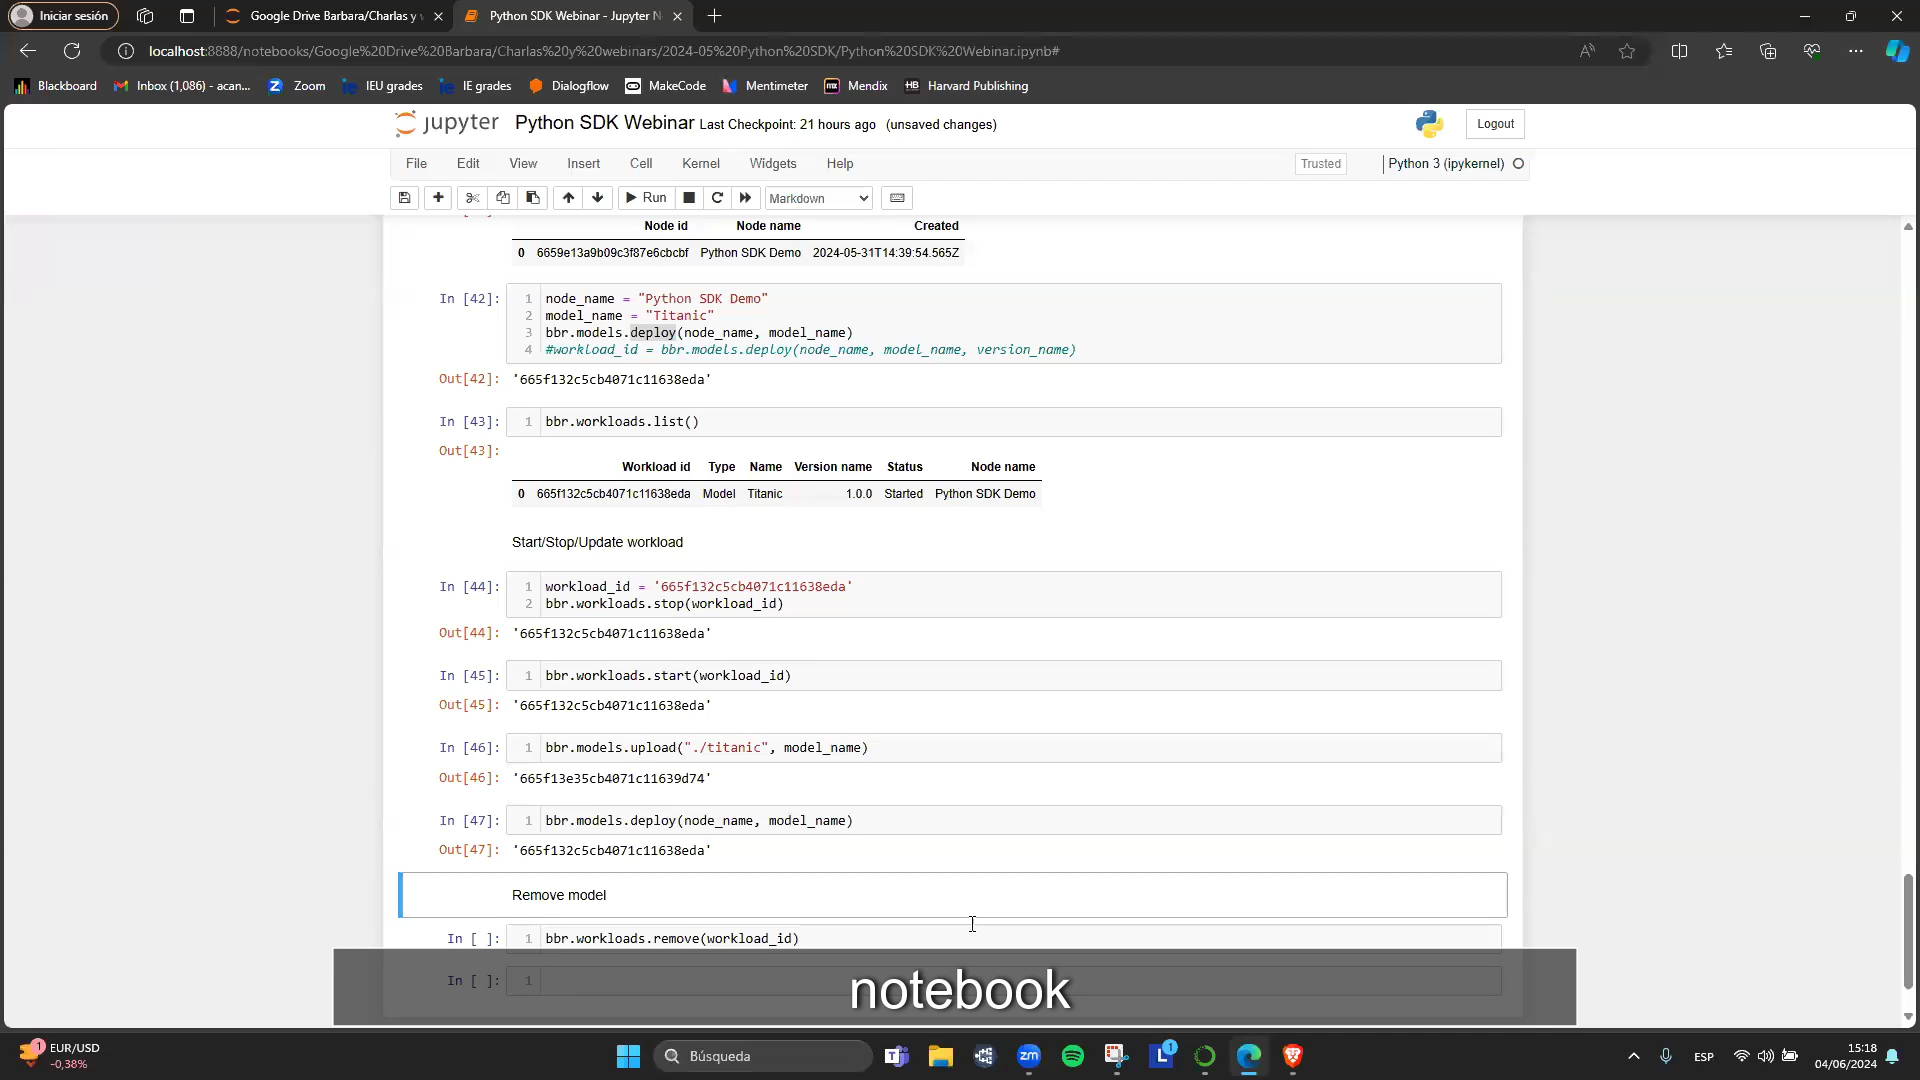 Iniciar sesión
Google Drive Barbara/Charlas y
Python SDK Webinar - Jupyter N
localhost:8888/notebooks/Google%20Drive%20Barbara/Charlas%20y%20webinars/2024-05%20Python%20SDK/Python%20SDK%20Webinar.ipynb#
Blackboard
Inbox (1,086) - acan...
Zoom
IEU grades
IE grades
Dialogflow
MakeCode
Mentimeter
Mendix
Harvard Publishing
jupyter Python SDK Webinar Last Checkpoint: 21 hours ago (unsaved changes)
Logout
File Edit View Insert Cell Kernel Widgets Help
Trusted
Python 3 (ipykernel)
Run
Markdown
Node id Node name Created
0 6659e13a9b09c3f87e6cbcbf Python SDK Demo 2024-05-31T14:39:54.565Z
In [42]:
1 node_name = "Python SDK Demo"
2 model_name = "Titanic"
3 bbr.models.deploy(node_name, model_name)
4 #workload_id = bbr.models.deploy(node_name, model_name, version_name)
Out[42]: '665f132c5cb4071c11638eda'
In [43]: 1 bbr.workloads.list()
Out[43]:
Workload id Type Name Version name Status Node name
0 665f132c5cb4071c11638eda Model Titanic 1.0.0 Started Python SDK Demo
Start/Stop/Update workload
In [44]: 1 workload_id = '665f132c5cb4071c11638eda'
2 bbr.workloads.stop(workload_id)
Out[44]: '665f132c5cb4071c11638eda'
In [45]: 1 bbr.workloads.start(workload_id)
Out[45]: '665f132c5cb4071c11638eda'
In [46]: 1 bbr.models.upload("./titanic", model_name)
Out[46]: '665f13e35cb4071c11639d74'
In [47]: 1 bbr.models.deploy(node_name, model_name)
Out[47]: '665f132c5cb4071c11638eda'
Remove model
In [ ]: 1 bbr.workloads.remove(workload_id)
In [ ]: 1
notebook
1 EUR/USD
-0,38%
Búsqueda
1
ESP
15:18
04/06/2024